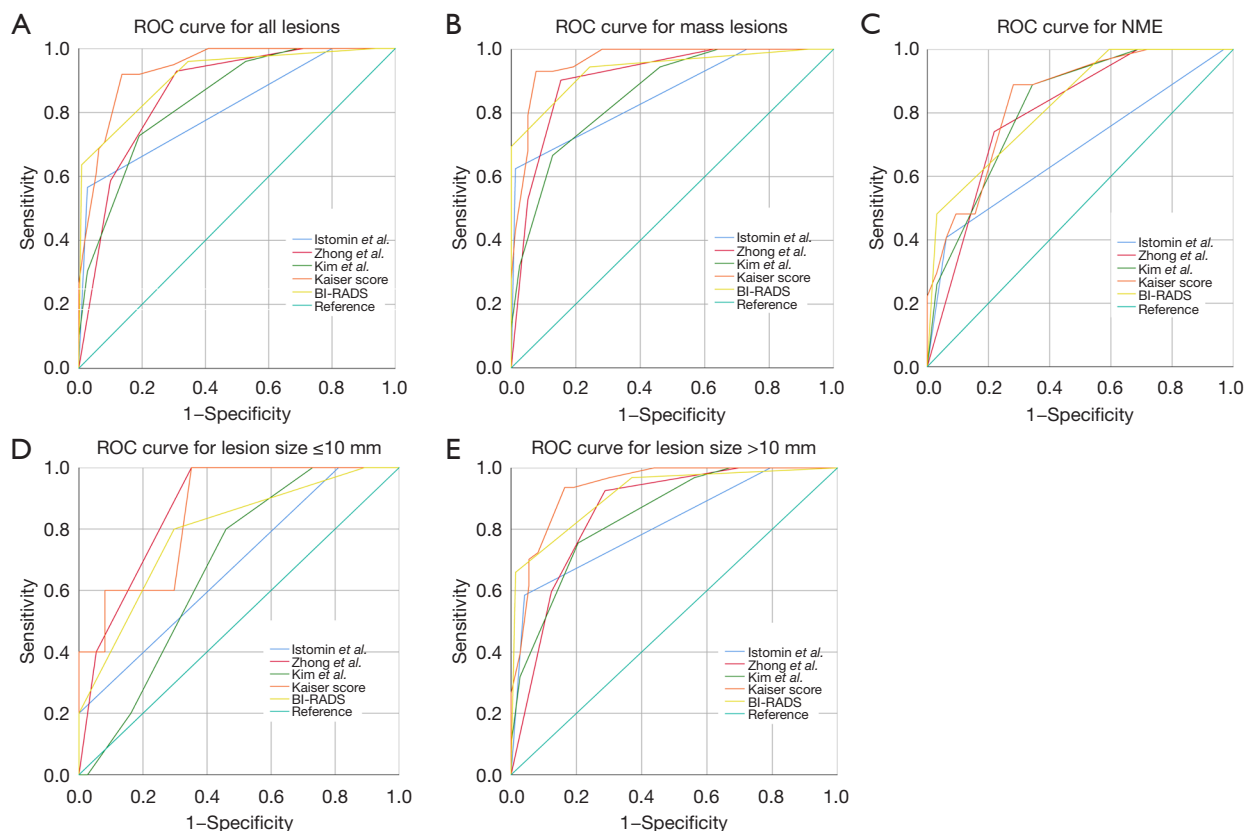 A
ROC curve for all lesions
1.0
0.8
0.6
0.4
0.2
0.0
Sensitivity
Istomin et al.
Zhong et al.
Kim et al.
Kaiser score
BI-RADS
Reference
0.0 0.2 0.4 0.6 0.8 1.0
1−Specificity
B
ROC curve for mass lesions
1.0
0.8
0.6
0.4
0.2
0.0
Sensitivity
Istomin et al.
Zhong et al.
Kim et al.
Kaiser score
BI-RADS
Reference
0.0 0.2 0.4 0.6 0.8 1.0
1−Specificity
C
ROC curve for NME
1.0
0.8
0.6
0.4
0.2
0.0
Sensitivity
Istomin et al.
Zhong et al.
Kim et al.
Kaiser score
BI-RADS
Reference
0.0 0.2 0.4 0.6 0.8 1.0
1−Specificity
D
ROC curve for lesion size ≤10 mm
1.0
0.8
0.6
0.4
0.2
0.0
Sensitivity
Istomin et al.
Zhong et al.
Kim et al.
Kaiser score
BI-RADS
Reference
0.0 0.2 0.4 0.6 0.8 1.0
1−Specificity
E
ROC curve for lesion size >10 mm
1.0
0.8
0.6
0.4
0.2
0.0
Sensitivity
Istomin et al.
Zhong et al.
Kim et al.
Kaiser score
BI-RADS
Reference
0.0 0.2 0.4 0.6 0.8 1.0
1−Specificity